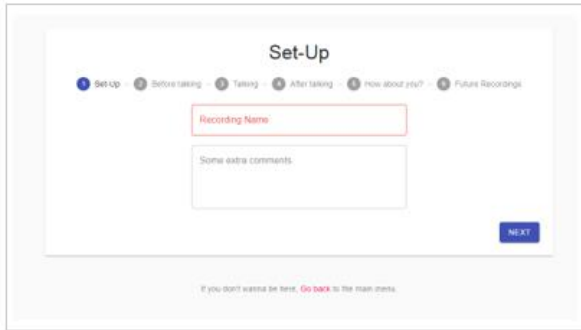 Set-Up
1 Set-Up 2 Before talking 3 Talking 4 After talking 5 How about you? 6 Future Recordings
Recording Name
Some extra comments
NEXT
If you don't wanna be here, Go back to the main menu.